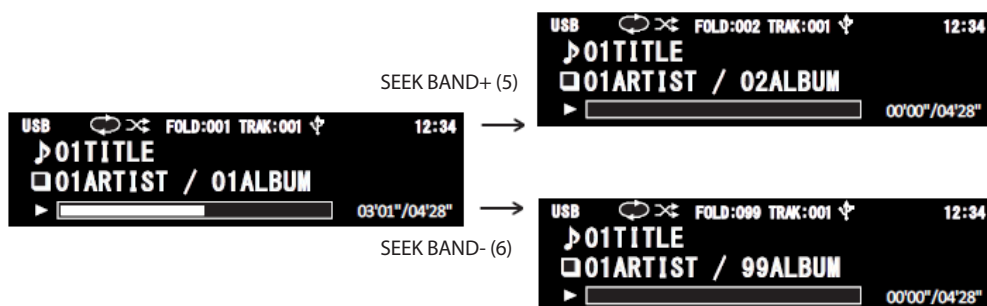 USB FOLD:001 TRAK:001 12:34
01TITLE
01ARTIST / 01ALBUM
03'01"/04'28"
SEEK BAND+ (5)
USB FOLD:002 TRAK:001 12:34
01TITLE
01ARTIST / 02ALBUM
00'00"/04'28"
SEEK BAND- (6)
USB FOLD:099 TRAK:001 12:34
01TITLE
01ARTIST / 99ALBUM
00'00"/04'28"